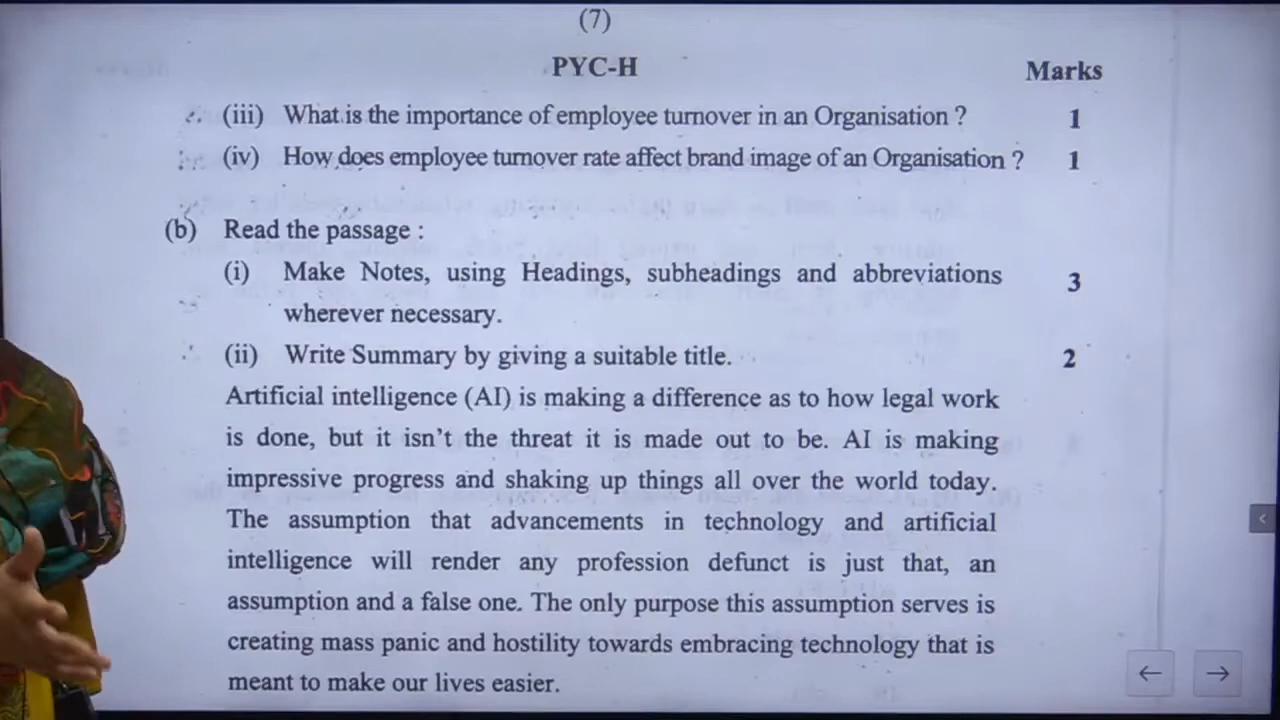 (7)
PYC-H
Marks
(iii) What is the importance of employee turnover in an Organisation ? 1
(iv) How does employee turnover rate affect brand image of an Organisation ? 1
(b) Read the passage :
(i) Make Notes, using Headings, subheadings and abbreviations 3
wherever necessary.
(ii) Write Summary by giving a suitable title. 2
Artificial intelligence (AI) is making a difference as to how legal work
is done, but it isn't the threat it is made out to be. AI is making
impressive progress and shaking up things all over the world today.
The assumption that advancements in technology and artificial
intelligence will render any profession defunct is just that, an
assumption and a false one. The only purpose this assumption serves is
creating mass panic and hostility towards embracing technology that is
meant to make our lives easier.